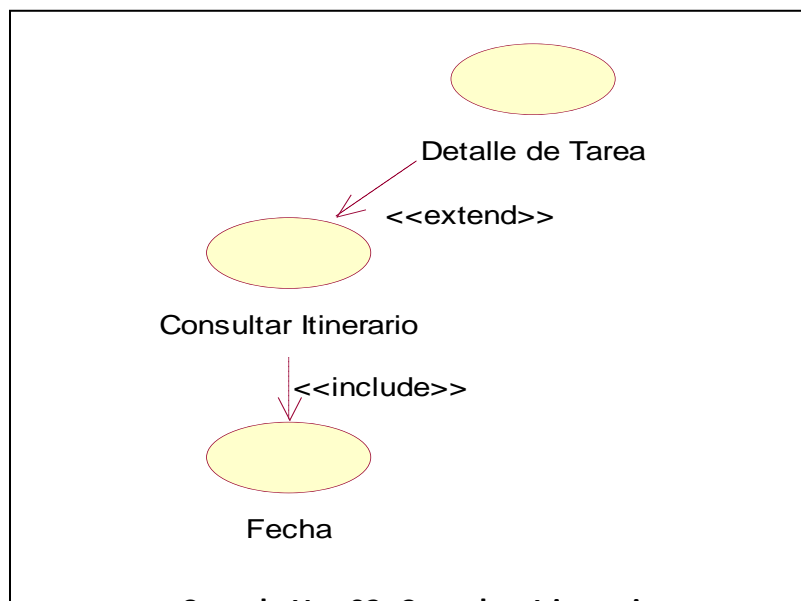 Detalle de Tarea
<<extend>>
Consultar Itinerario
<<include>>
Fecha